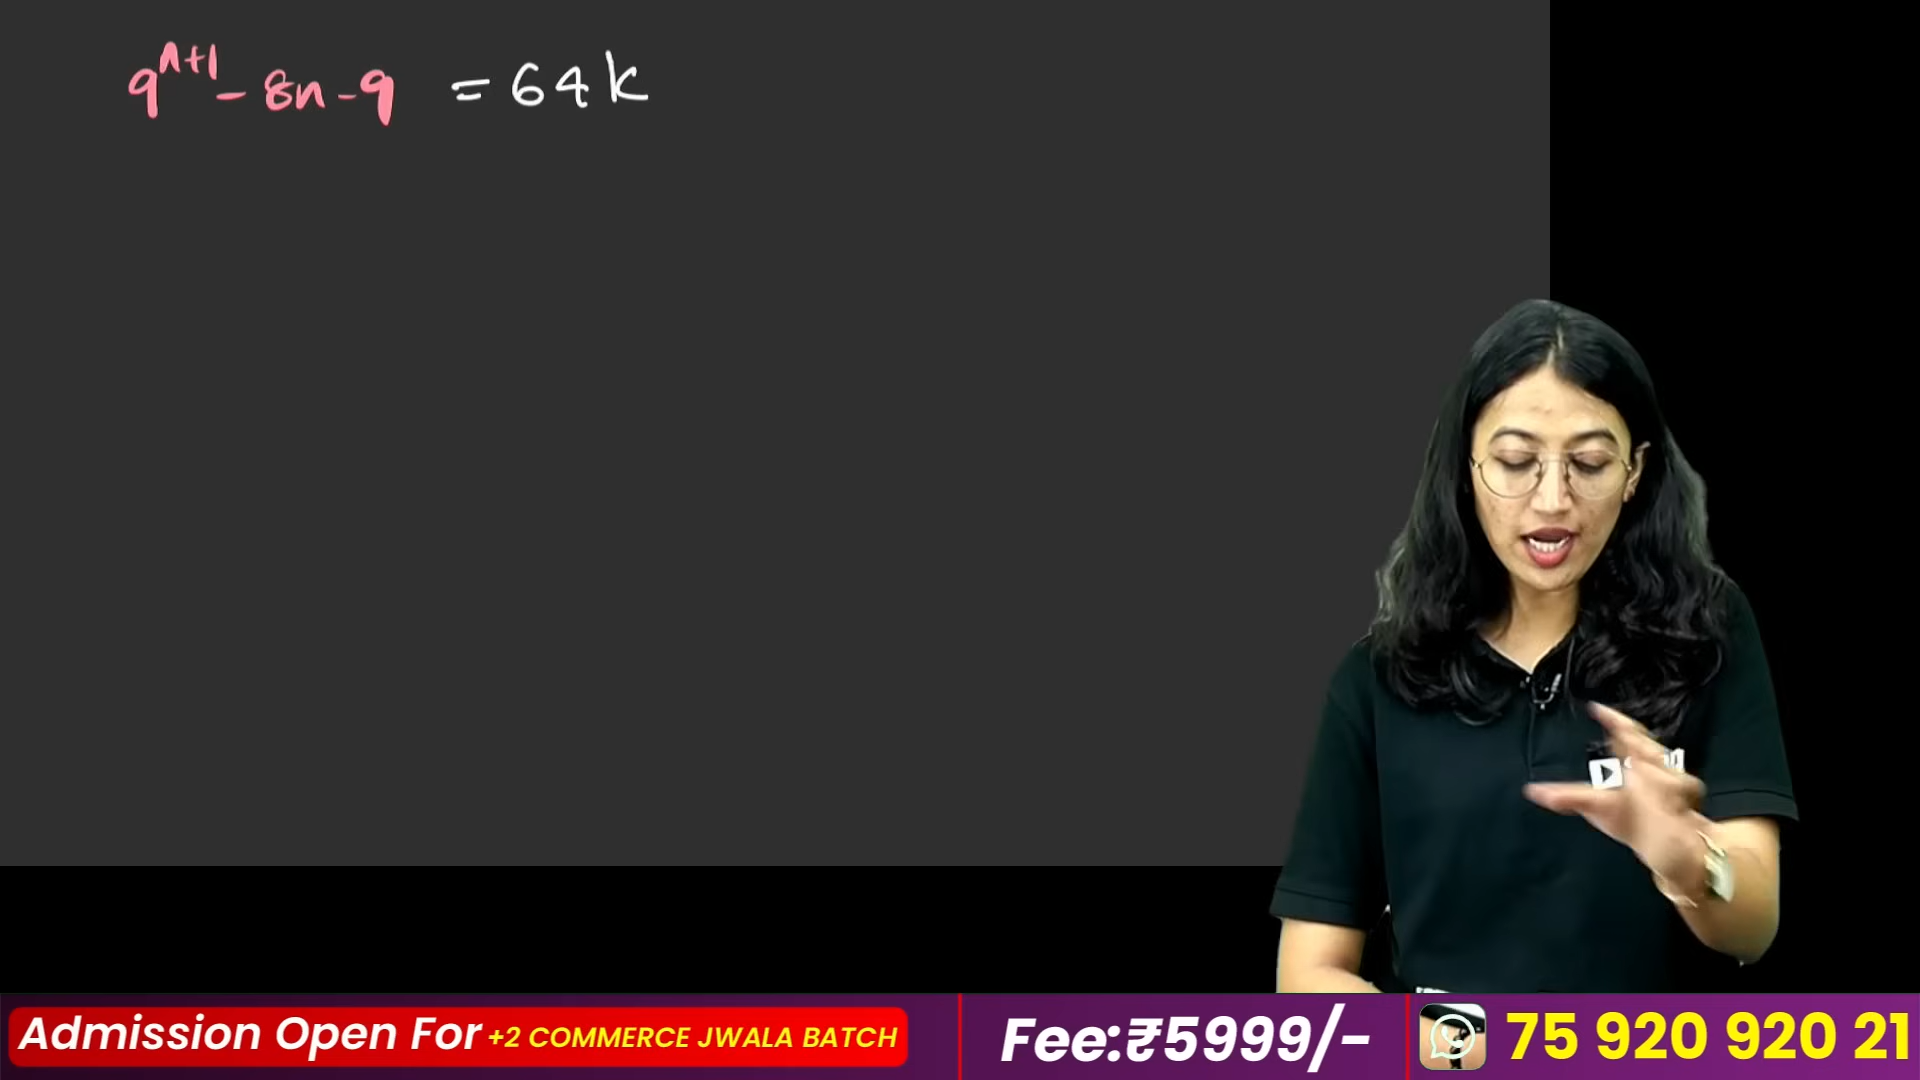 9^{n+1} - 8n - 9 = 64k
Admission Open For +2 COMMERCE JWALA BATCH
Fee:₹5999/-
75 920 920 21